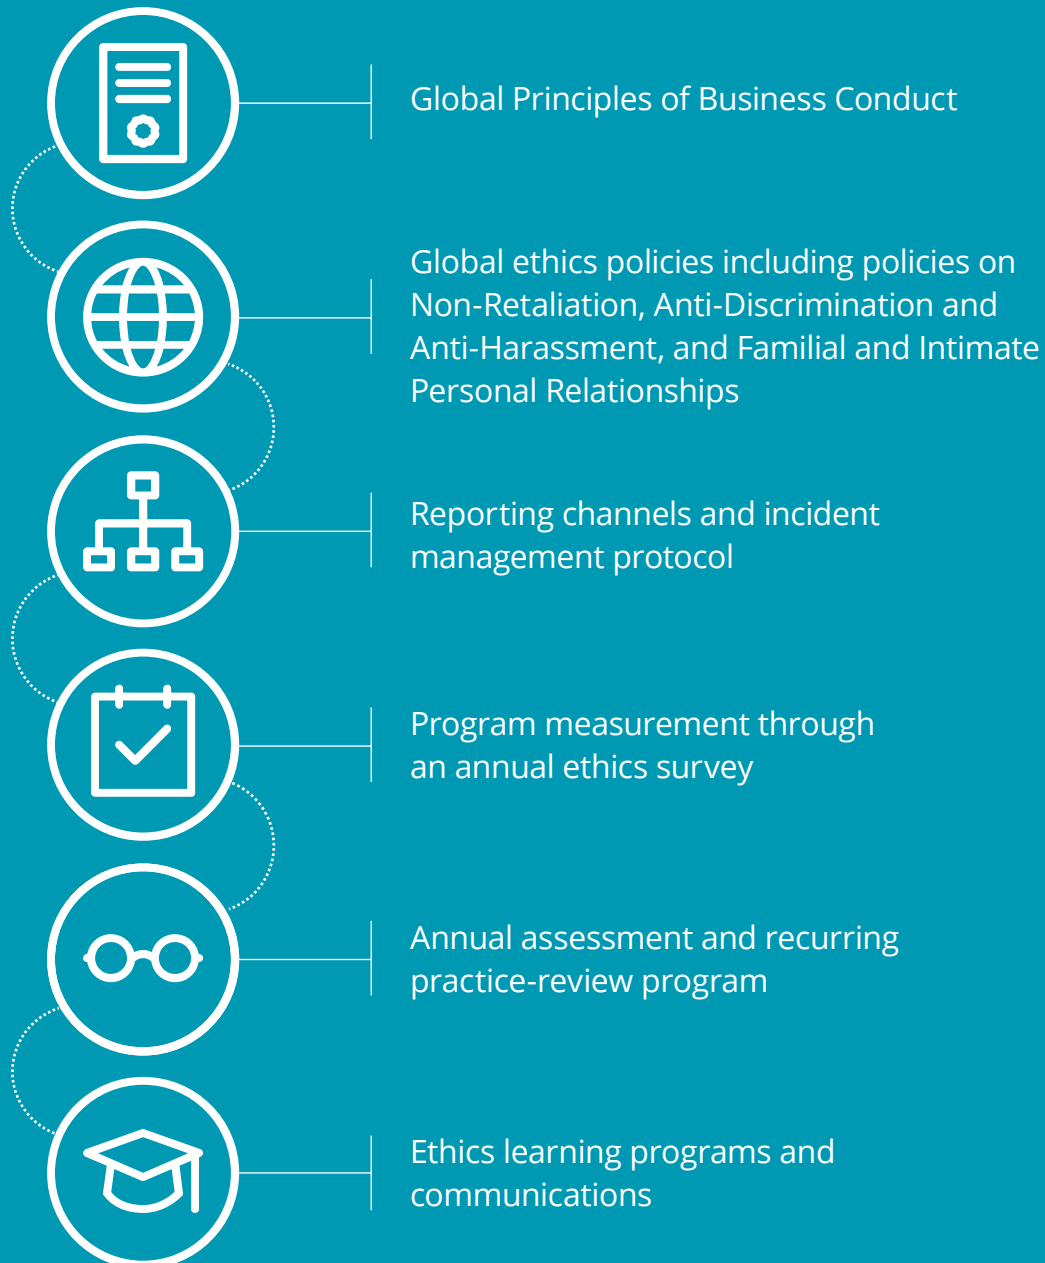 Global Principles of Business Conduct
Global ethics policies including policies on
Non-Retaliation, Anti-Discrimination and
Anti-Harassment, and Familial and Intimate
Personal Relationships
Reporting channels and incident
management protocol
Program measurement through
an annual ethics survey
Annual assessment and recurring
practice-review program
Ethics learning programs and
communications